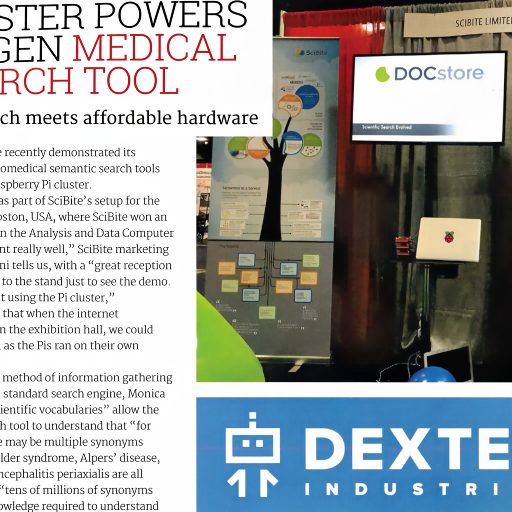 STER POWERS
GEN MEDICAL
RCH TOOL
ch meets affordable hardware
e recently demonstrated its
omedical semantic search tools
spberry Pi cluster.
as part of SciBite's setup for the
oston, USA, where SciBite won an
n the Analysis and Data Computer
nt really well," SciBite marketing
ni tells us, with a "great reception
to the stand just to see the demo.
t using the Pi cluster,"
that when the internet
n the exhibition hall, we could
, as the Pis ran on their own
method of information gathering
standard search engine, Monica
ientific vocabularies" allow the
h tool to understand that "for
e may be multiple synonyms
lder syndrome, Alpers' disease,
ncephalitis periaxialis are all
"tens of millions of synonyms
owledge required to understand
SCIBITE LIMITE
SciBite
DOCstore
Scientific Search Evolved
DEXTE
INDUSTRI